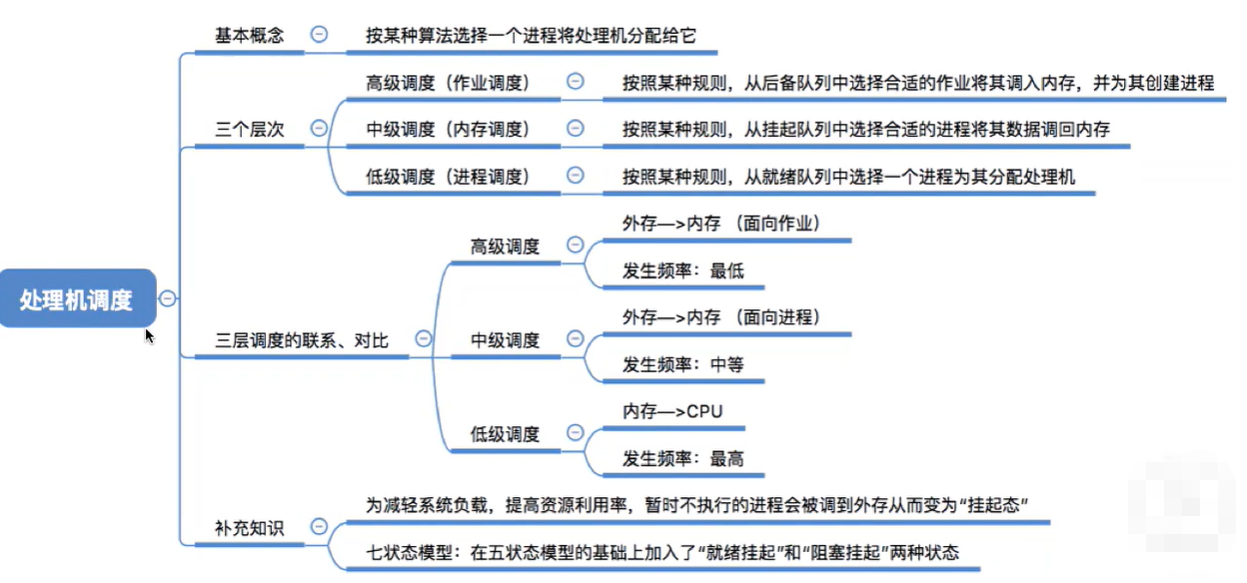 基本概念
按某种算法选择一个进程将处理机分配给它
高级调度（作业调度）
按照某种规则，从后备队列中选择合适的作业将其调入内存，并为其创建进程
三个层次
中级调度（内存调度）
按照某种规则，从挂起队列中选择合适的进程将其数据调回内存
低级调度（进程调度）
按照某种规则，从就绪队列中选择一个进程为其分配处理机
处理机调度
三层调度的联系、对比
高级调度
外存—>内存 （面向作业）
发生频率：最低
中级调度
外存—>内存 （面向进程）
发生频率：中等
低级调度
内存—>CPU
发生频率：最高
补充知识
为减轻系统负载，提高资源利用率，暂时不执行的进程会被调到外存从而变为“挂起态”
七状态模型：在五状态模型的基础上加入了“就绪挂起”和“阻塞挂起”两种状态